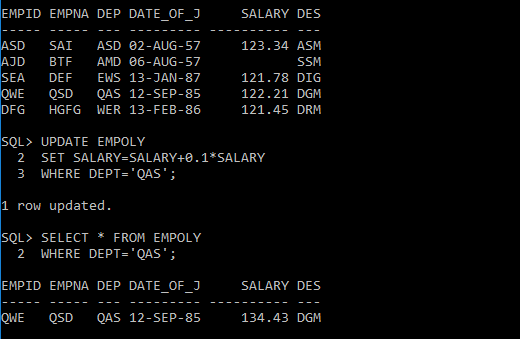 EMPID EMPNA DEP DATE_OF_J     SALARY DES
----- ----- --- --------- ---------- ---
ASD   SAI   ASD 02-AUG-57     123.34 ASM
AJD   BTF   AMD 06-AUG-57            SSM
SEA   DEF   EWS 13-JAN-87     121.78 DIG
QWE   QSD   QAS 12-SEP-85     122.21 DGM
DFG   HGFG  WER 13-FEB-86     121.45 DRM
SQL> UPDATE EMPOLY
  2  SET SALARY=SALARY+0.1*SALARY
  3  WHERE DEPT='QAS';
1 row updated.
SQL> SELECT * FROM EMPOLY
  2  WHERE DEPT='QAS';
EMPID EMPNA DEP DATE_OF_J     SALARY DES
----- ----- --- --------- ---------- ---
QWE   QSD   QAS 12-SEP-85     134.43 DGM